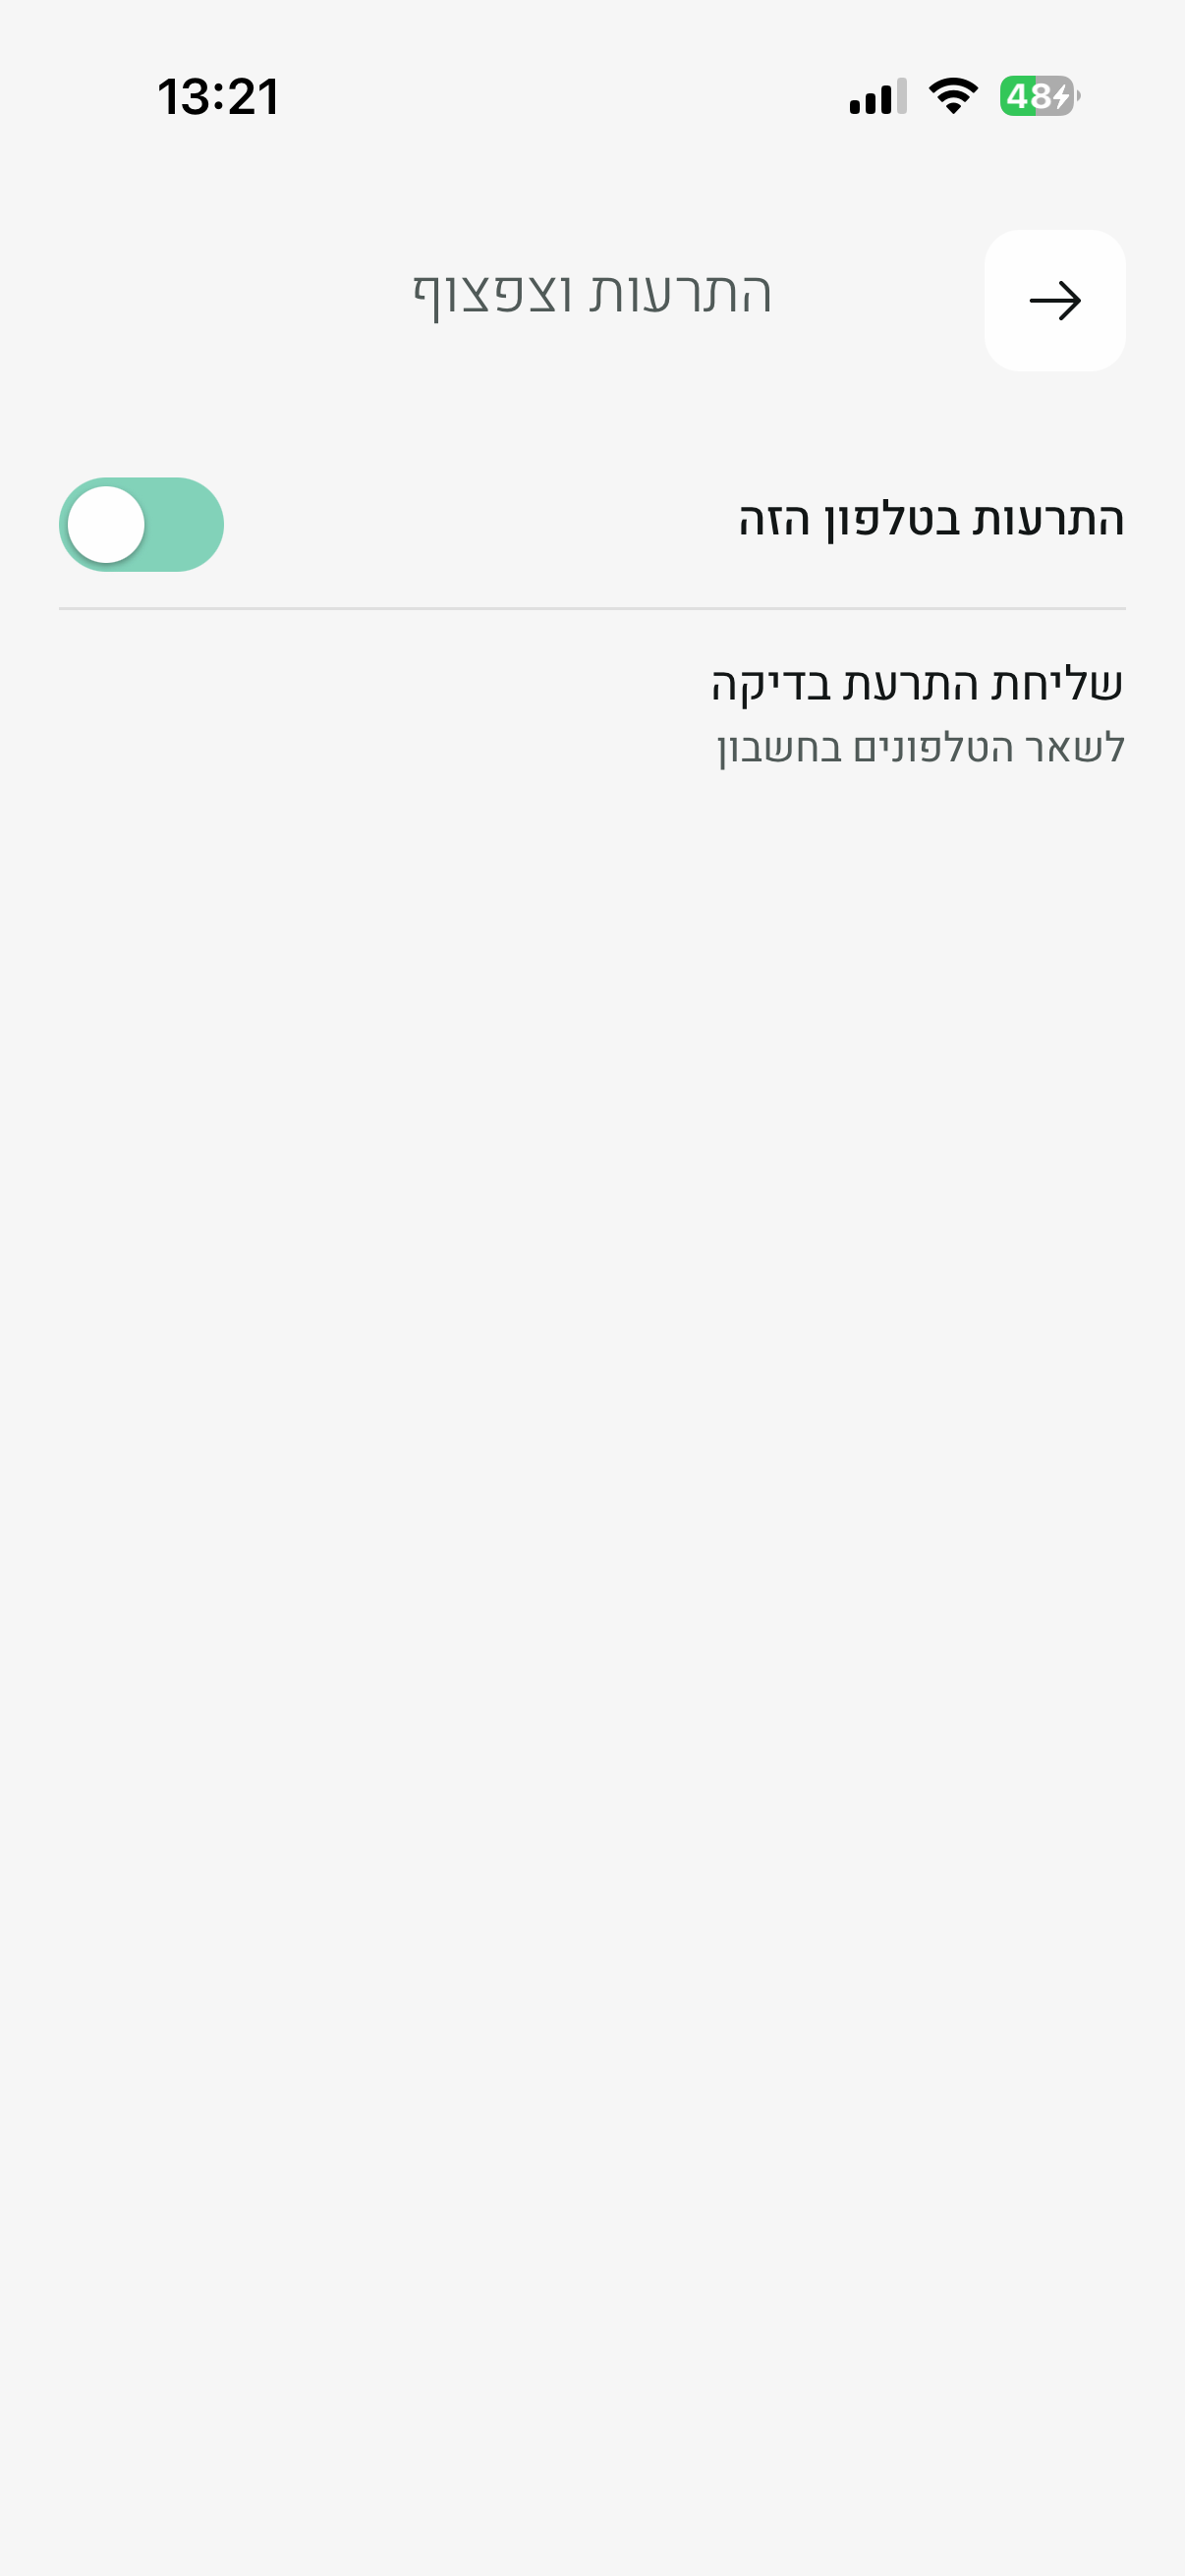 13:21
48
התרעות וצפצוף
התרעות בטלפון הזה
שליחת התרעת בדיקה
לשאר הטלפונים בחשבון